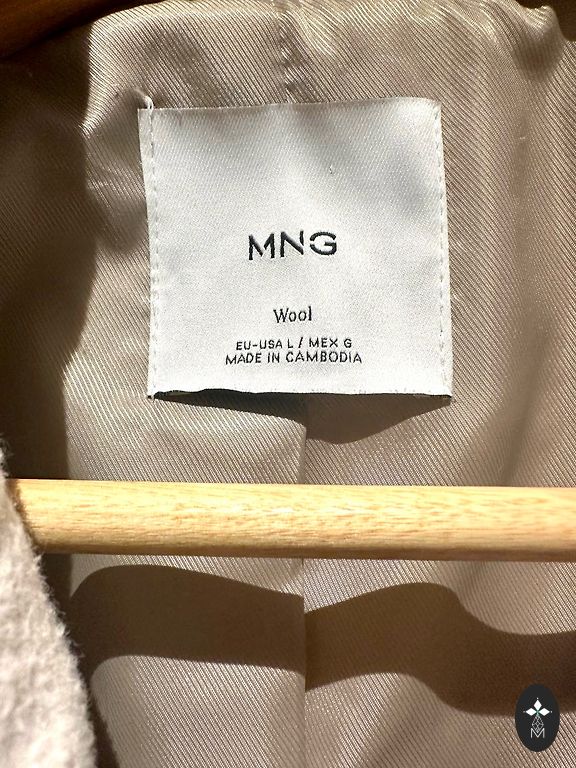 MNG
Wool
EU-USA L / MEX G
MADE IN CAMBODIA
M